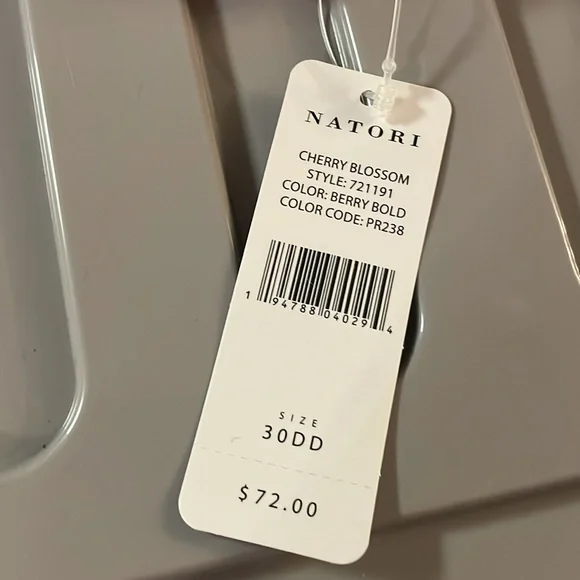 NATORI
CHERRY BLOSSOM
STYLE: 721191
COLOR: BERRY BOLD
COLOR CODE: PR238
1 94788 04029 4
SIZE
30DD
$72.00